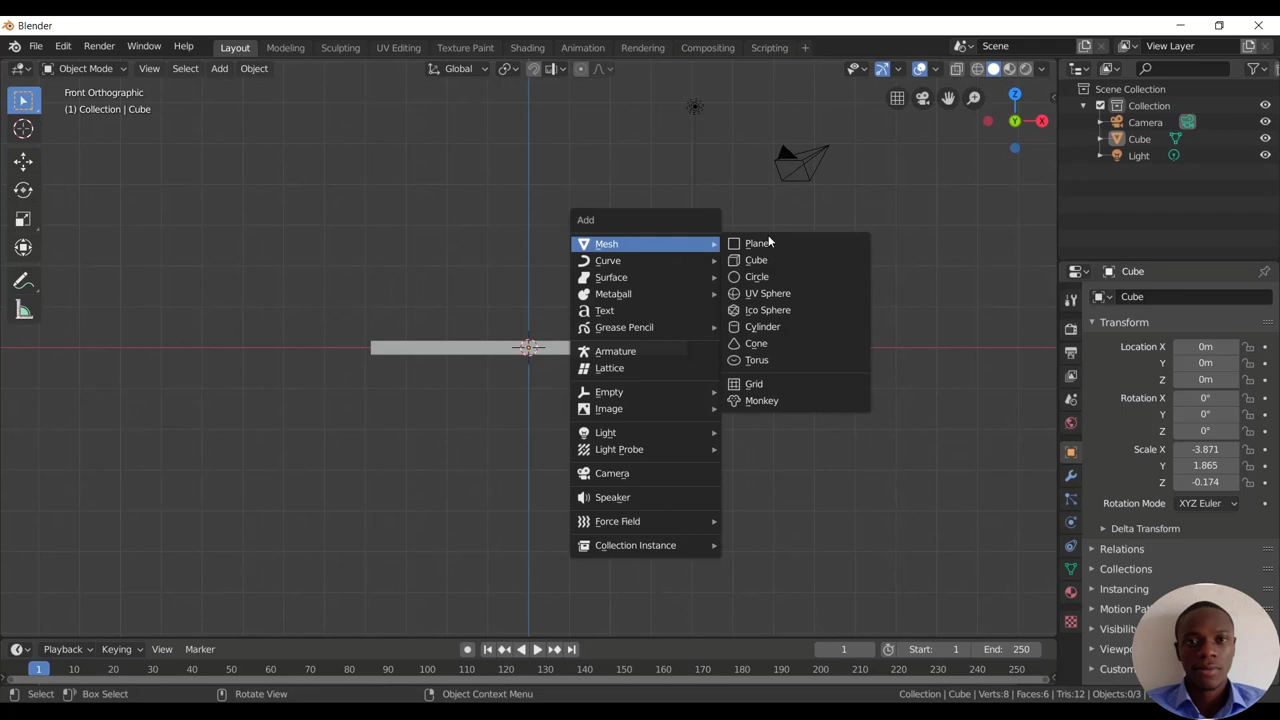 Blender
File Edit Render Window Help
Layout Modeling Sculpting UV Editing Texture Paint Shading Animation Rendering Compositing Scripting +
Scene
View Layer
Object Mode View Select Add Object
Global
Front Orthographic
(1) Collection | Cube
Z
Y
X
Scene Collection
Collection
Camera
Cube
Light
Add
Mesh
Curve
Surface
Metaball
Text
Grease Pencil
Armature
Lattice
Empty
Image
Light
Light Probe
Camera
Speaker
Force Field
Collection Instance
Plane
Cube
Circle
UV Sphere
Ico Sphere
Cylinder
Cone
Torus
Grid
Monkey
Cube
Cube
Transform
Location X 0m
Y 0m
Z 0m
Rotation X 0°
Y 0°
Z 0°
Scale X -3.871
Y 1.865
Z -0.174
Rotation Mode XYZ Euler
Delta Transform
Relations
Collections
Instancing
Motion Pat
Visibility
Viewpo
Custom
Playback Keying View Marker
1 Start: 1 End: 250
1 10 20 30 40 50 60 70 80 90 100 110 120 130 140 150 160 170 180 190 200 210 220 230 240 250
Select Box Select Rotate View Object Context Menu
Collection | Cube | Verts:8 | Faces:6 | Tris:12 | Objects:0/3